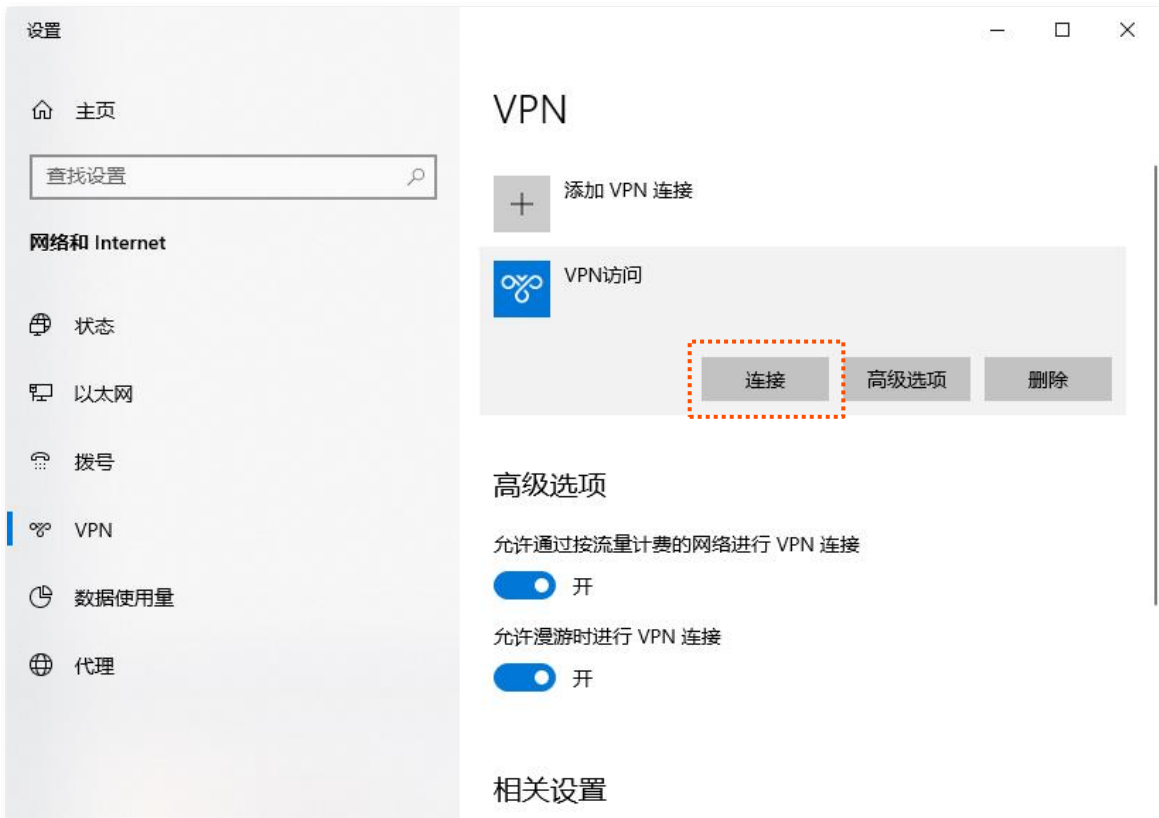 设置
主页
查找设置
网络和 Internet
状态
以太网
拨号
VPN
数据使用量
代理
VPN
添加 VPN 连接
VPN访问
连接
高级选项
删除
高级选项
允许通过按流量计费的网络进行 VPN 连接
开
允许漫游时进行 VPN 连接
开
相关设置